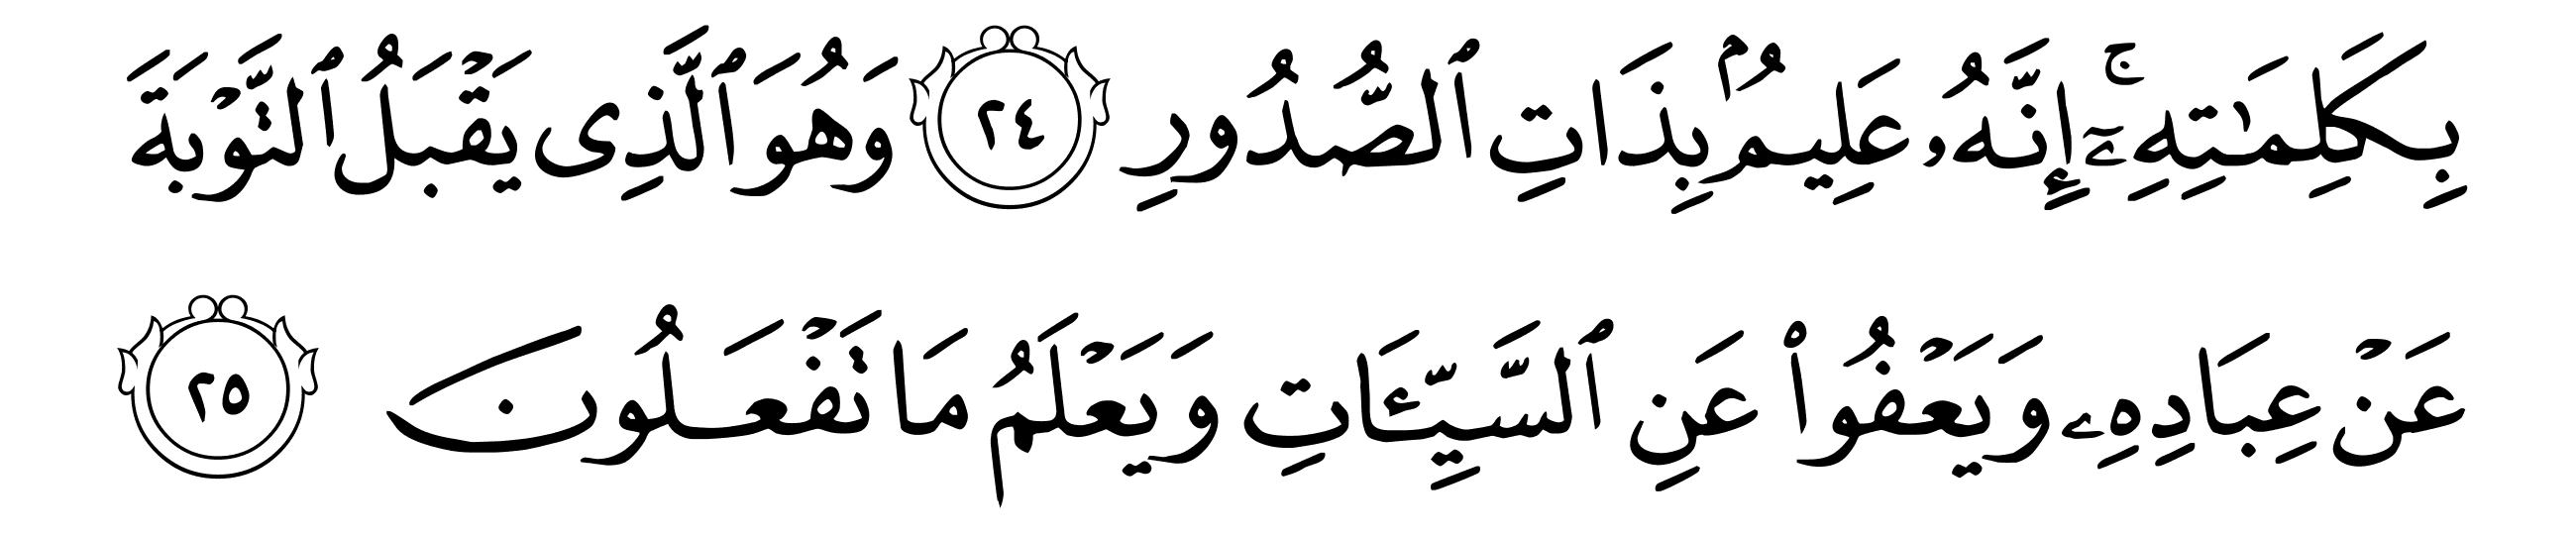 بِكَلِمَـٰتِهِۦٓ ۚ إِنَّهُۥ عَلِيمٌۢ بِذَاتِ ٱلصُّدُورِ ٢٤ وَهُوَ ٱلَّذِى يَقۡبَلُ ٱلتَّوۡبَةَ
عَنۡ عِبَادِهِۦ وَيَعۡفُواْ عَنِ ٱلسَّيِّـَٔاتِ وَيَعۡلَمُ مَا تَفۡعَلُونَ ٢٥